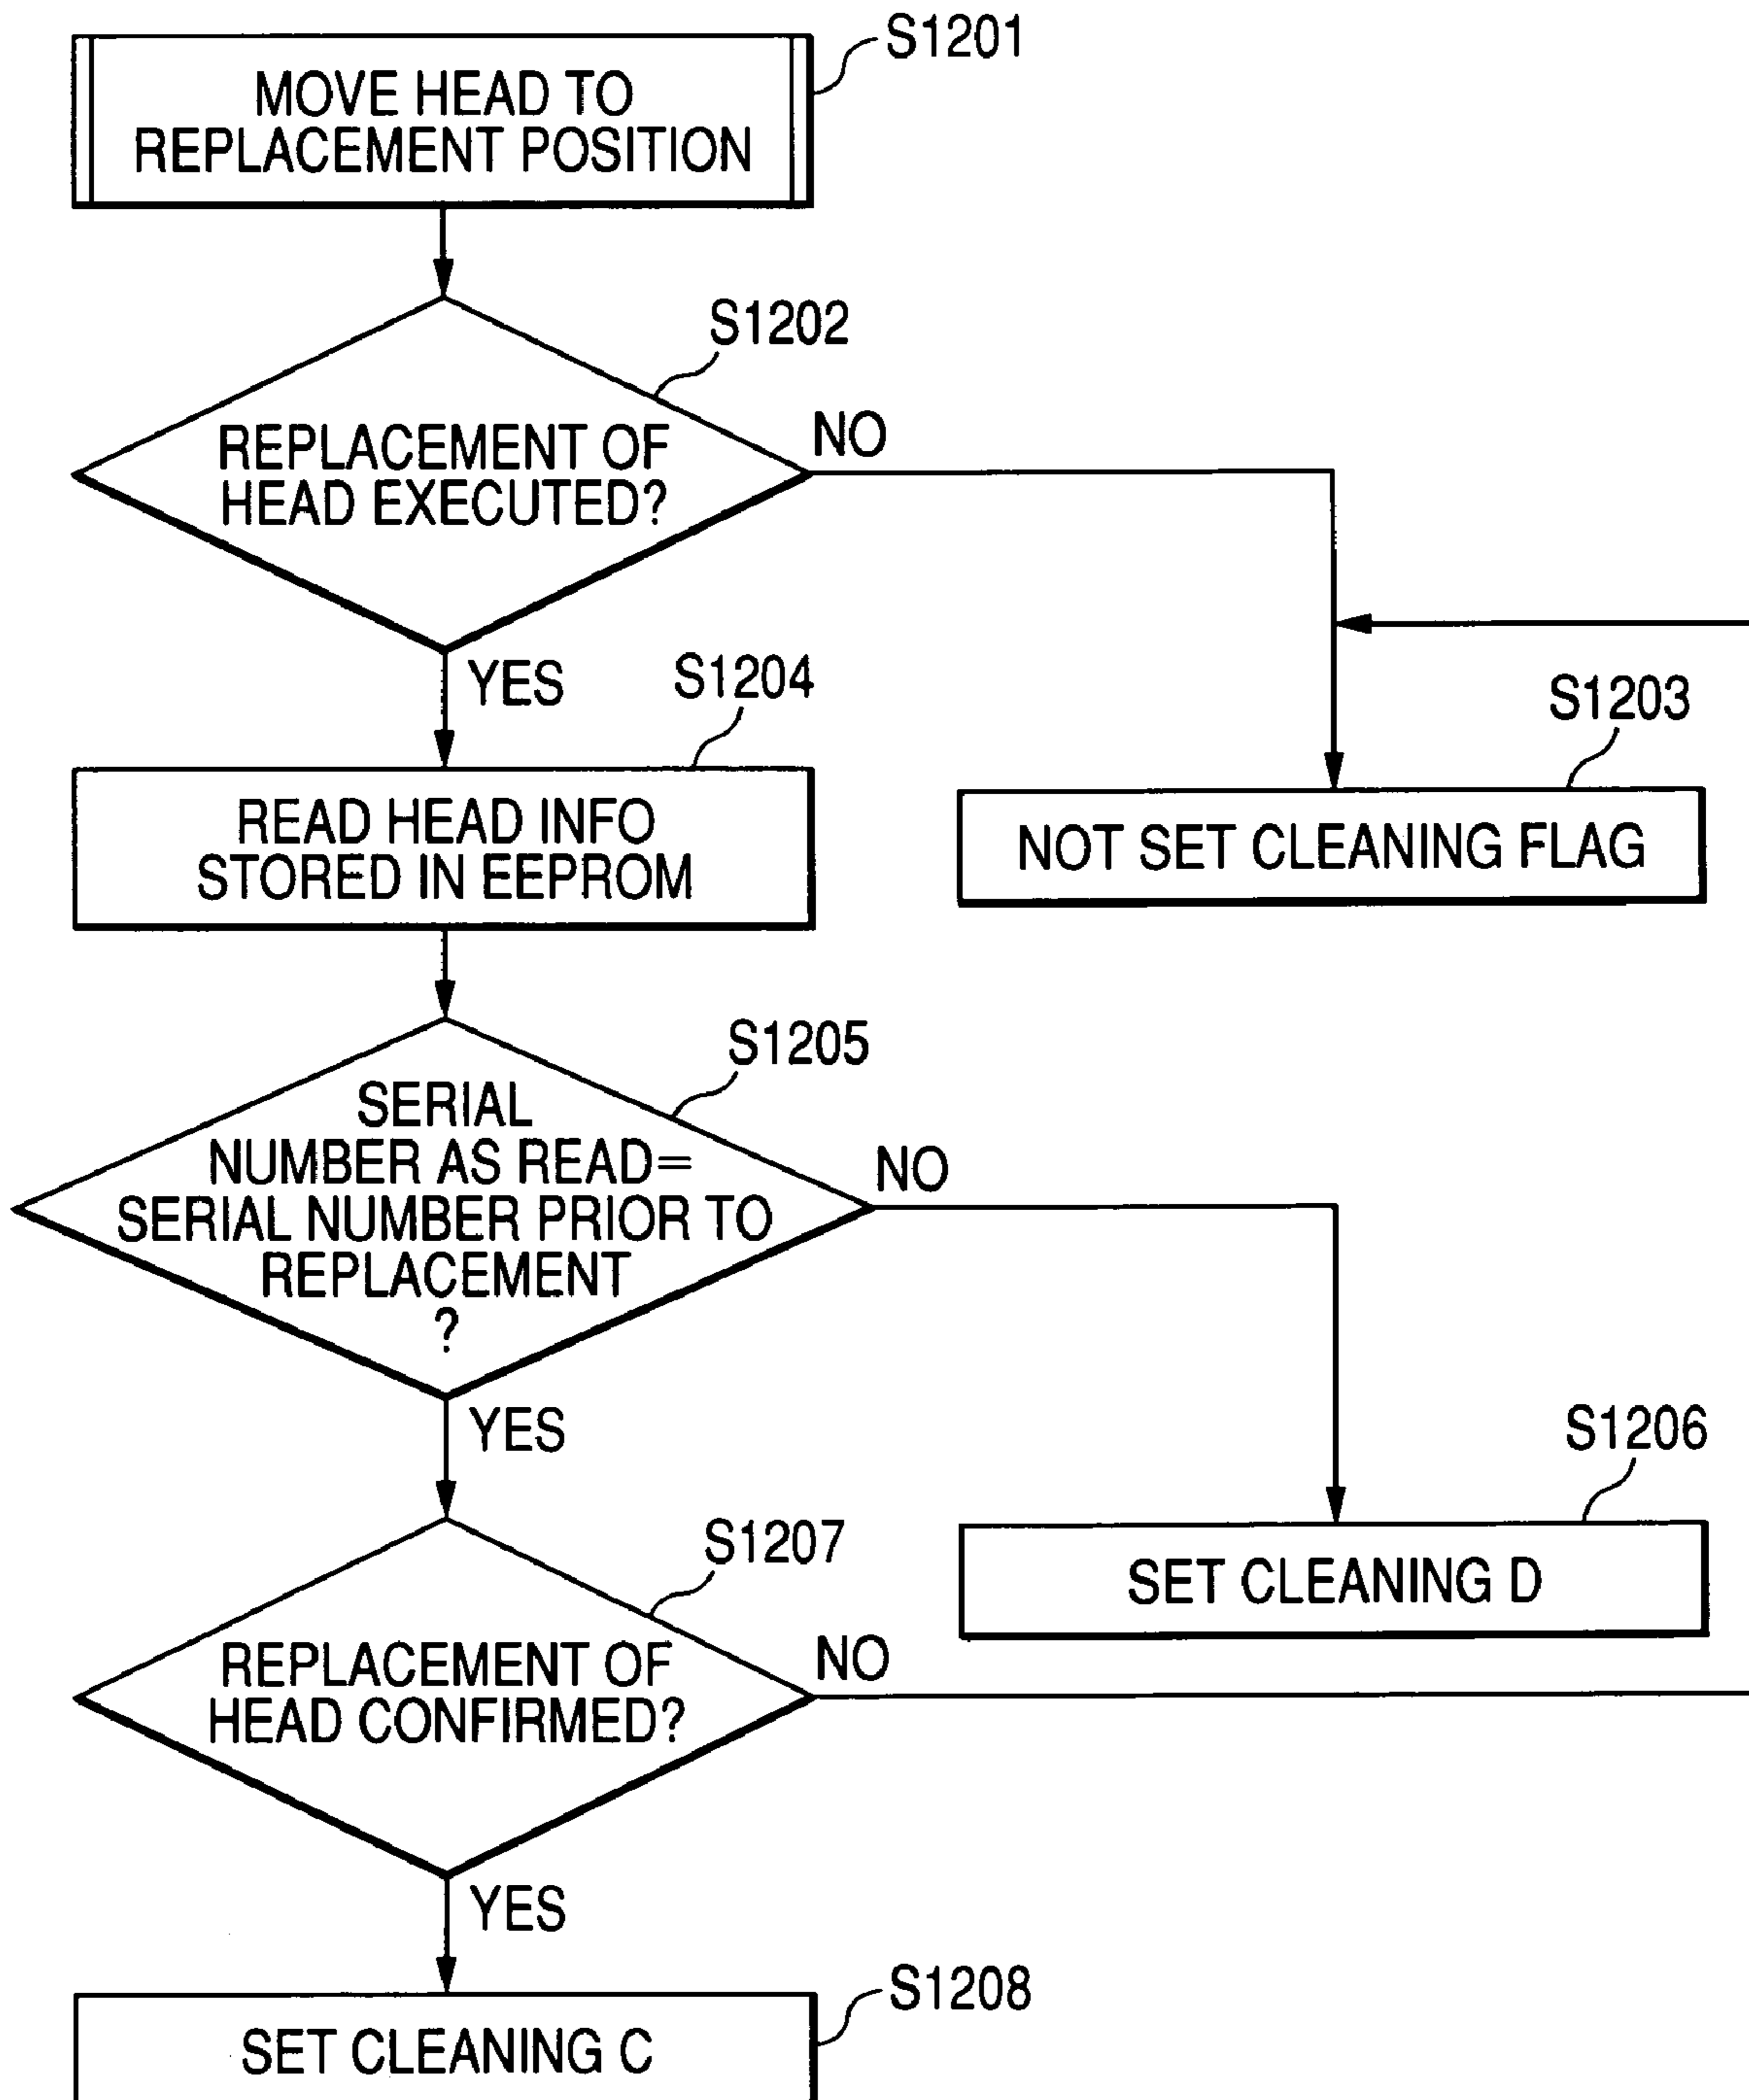 S1201
MOVE HEAD TO
REPLACEMENT POSITION
S1202
REPLACEMENT OF
HEAD EXECUTED?
NO
YES
S1204
S1203
READ HEAD INFO
STORED IN EEPROM
NOT SET CLEANING FLAG
S1205
SERIAL
NUMBER AS READ=
SERIAL NUMBER PRIOR TO
REPLACEMENT
?
NO
YES
S1206
SET CLEANING D
S1207
REPLACEMENT OF
HEAD CONFIRMED?
NO
YES
S1208
SET CLEANING C